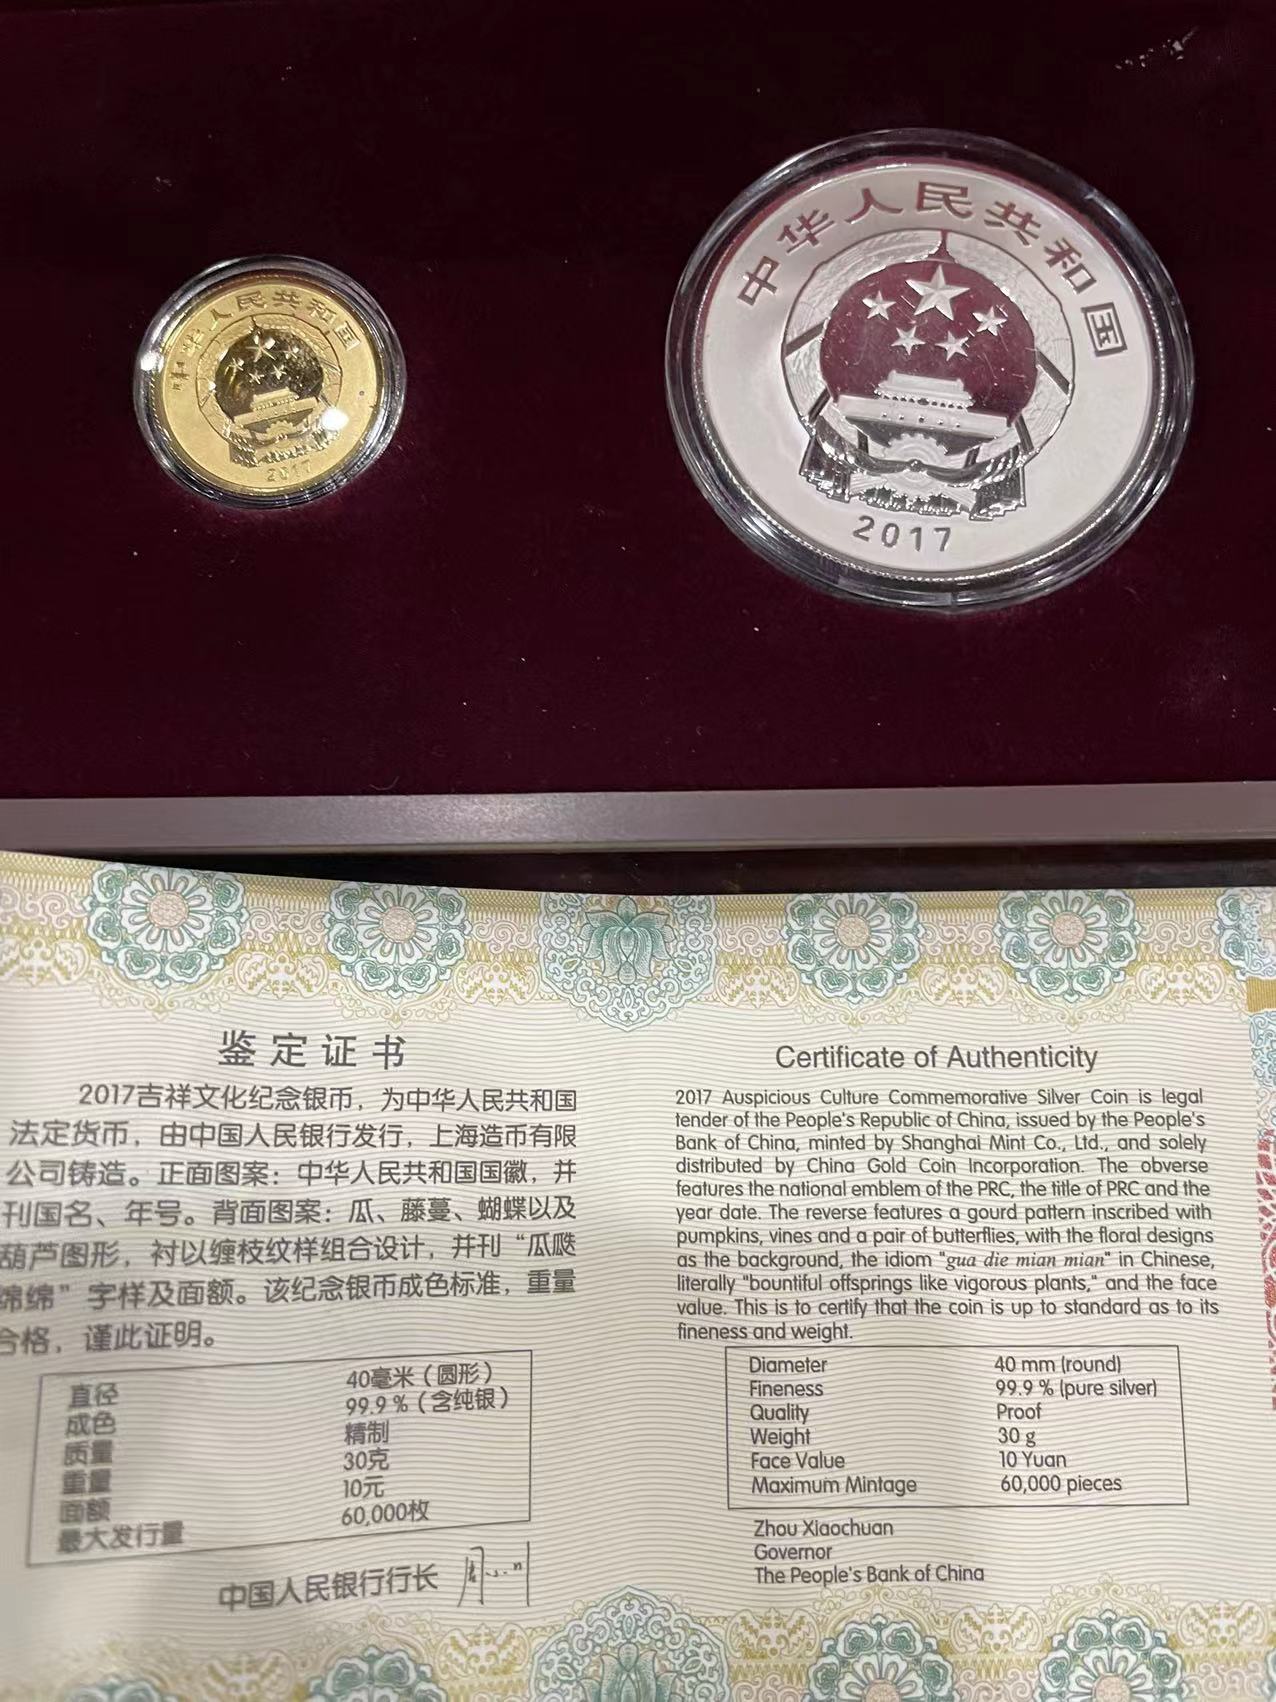 中华人民共和国
2017
中华人民共和国
2017
鉴定证书
2017吉祥文化纪念银币，为中华人民共和国
法定货币，由中国人民银行发行，上海造币有限
公司铸造。正面图案：中华人民共和国国徽，并
刊国名、年号。背面图案：瓜、藤蔓、蝴蝶以及
葫芦图形，衬以缠枝纹样组合设计，并刊“瓜瓞
绵绵”字样及面额。该纪念银币成色标准，重量
合格，谨此证明。
直径 40毫米（圆形）
成色 99.9％（含纯银）
质量 精制
重量 30克
面额 10元
最大发行量 60,000枚
中国人民银行行长
Certificate of Authenticity
2017 Auspicious Culture Commemorative Silver Coin is legal
tender of the People's Republic of China, issued by the People's
Bank of China, minted by Shanghai Mint Co., Ltd., and solely
distributed by China Gold Coin Incorporation. The obverse
features the national emblem of the PRC, the title of PRC and the
year date. The reverse features a gourd pattern inscribed with
pumpkins, vines and a pair of butterflies, with the floral designs
as the background, the idiom "gua die mian mian" in Chinese,
literally "bountiful offsprings like vigorous plants," and the face
value. This is to certify that the coin is up to standard as to its
fineness and weight.
Diameter 40 mm (round)
Fineness 99.9 % (pure silver)
Quality Proof
Weight 30 g
Face Value 10 Yuan
Maximum Mintage 60,000 pieces
Zhou Xiaochuan
Governor
The People's Bank of China